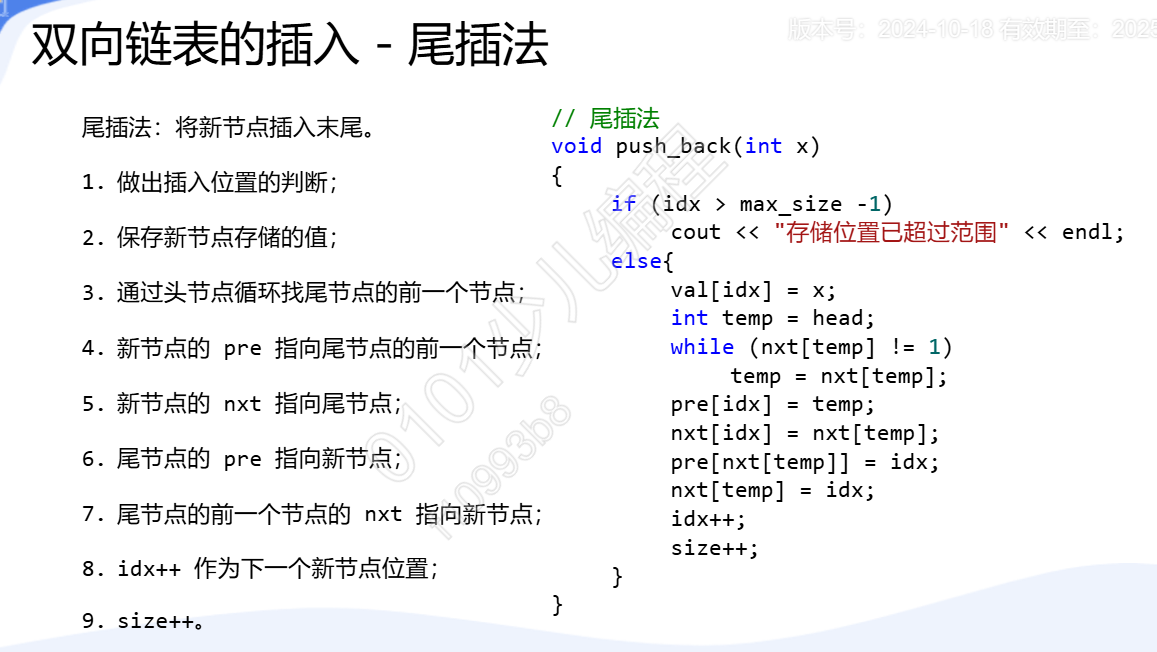 双向链表的插入 - 尾插法
版本号：2024-10-18 有效期至：2025
尾插法：将新节点插入末尾。
1．做出插入位置的判断；
2．保存新节点存储的值；
3．通过头节点循环找尾节点的前一个节点；
4．新节点的 pre 指向尾节点的前一个节点；
5．新节点的 nxt 指向尾节点；
6．尾节点的 pre 指向新节点；
7．尾节点的前一个节点的 nxt 指向新节点；
8．idx++ 作为下一个新节点位置；
9．size++。
// 尾插法
void push_back(int x)
{
if (idx > max_size -1)
cout << "存储位置已超过范围" << endl;
else{
val[idx] = x;
int temp = head;
while (nxt[temp] != 1)
temp = nxt[temp];
pre[idx] = temp;
nxt[idx] = nxt[temp];
pre[nxt[temp]] = idx;
nxt[temp] = idx;
idx++;
size++;
}
}
0101少儿编程